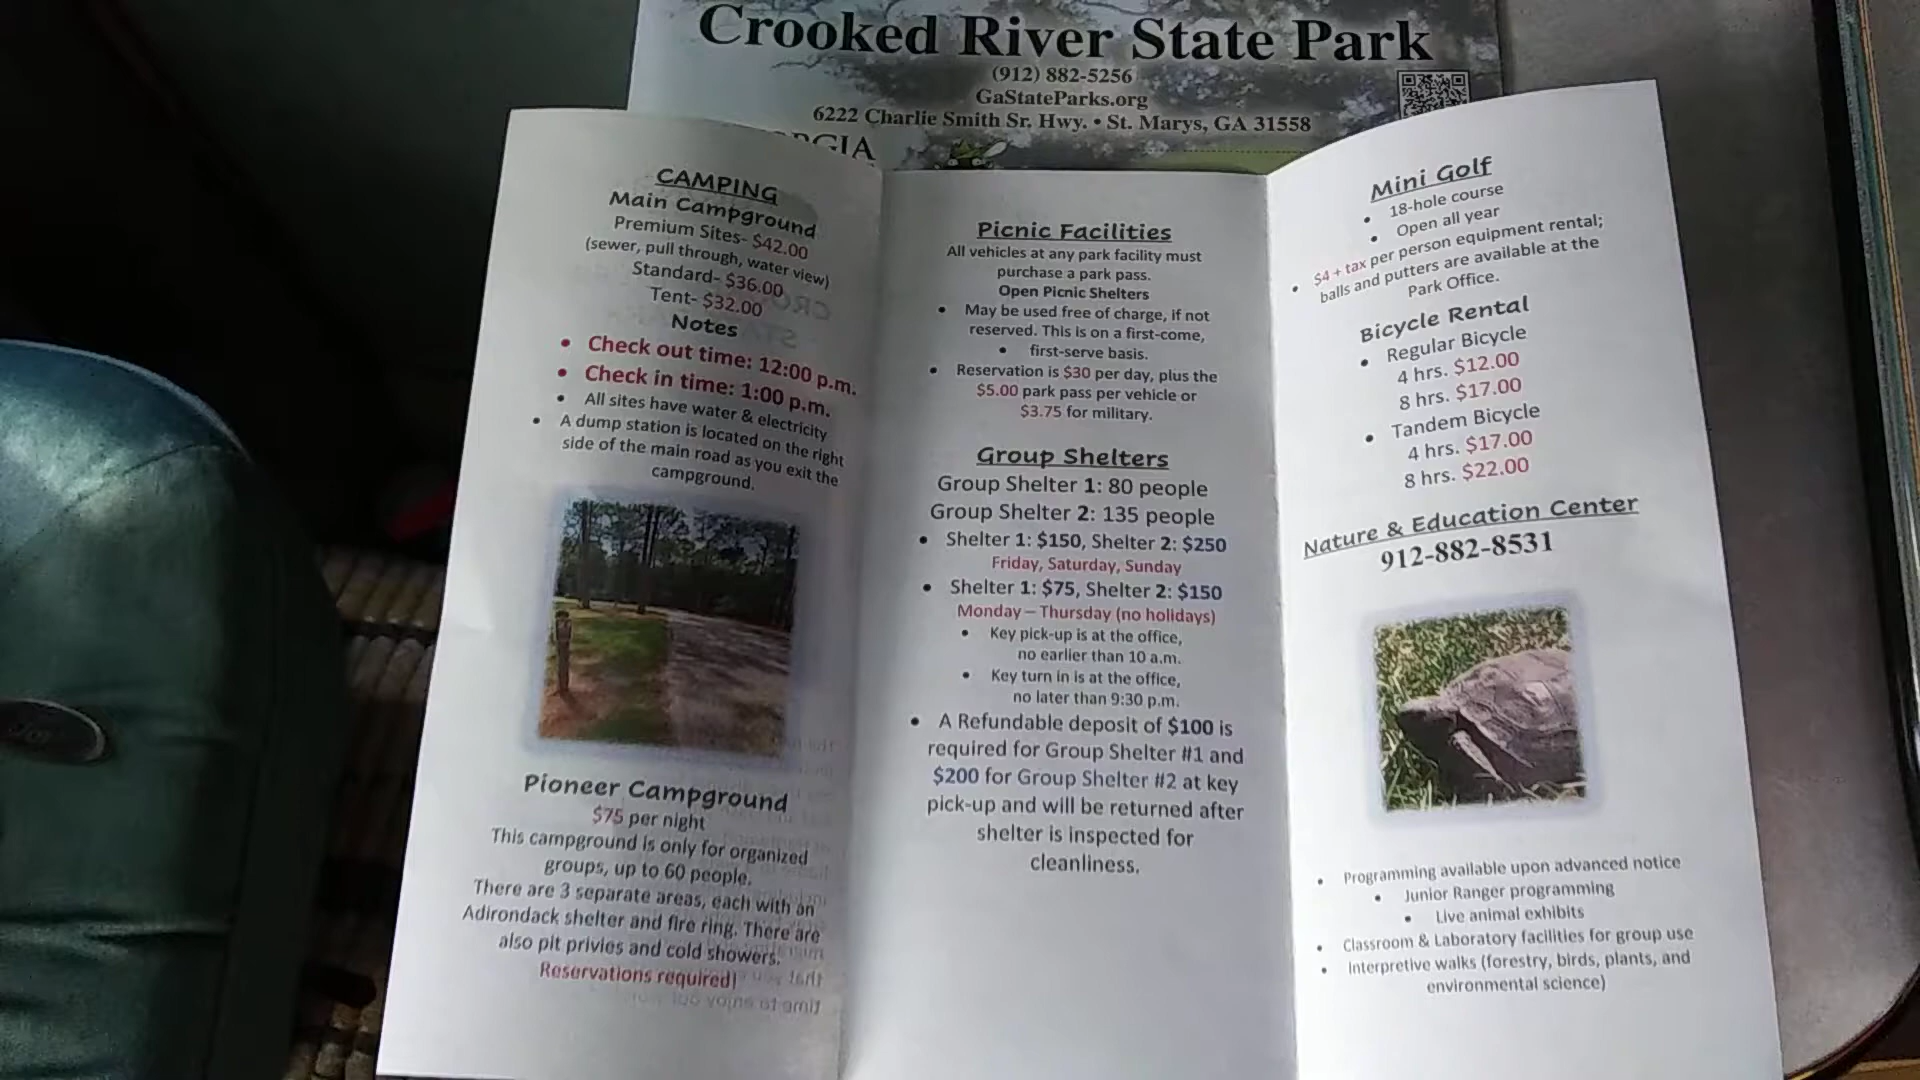 Crooked River State Park
(912) 882-5256
GaStateParks.org
6222 Charlie Smith Sr. Hwy. • St. Marys, GA 31558
CAMPING
Main Campground
Premium Sites- $42.00
(sewer, pull through, water view)
Standard- $36.00
Tent- $32.00
Notes
• Check out time: 12:00 p.m.
• Check in time: 1:00 p.m.
• All sites have water & electricity
• A dump station is located on the right
side of the main road as you exit the
campground.
Pioneer Campground
$75 per night
This campground is only for organized
groups, up to 60 people.
There are 3 separate areas, each with an
Adirondack shelter and fire ring. There are
also pit privies and cold showers.
Reservations required!
Picnic Facilities
All vehicles at any park facility must
purchase a park pass.
Open Picnic Shelters
• May be used free of charge, if not
reserved. This is on a first-come,
• first-serve basis.
• Reservation is $30 per day, plus the
$5.00 park pass per vehicle or
$3.75 for military.
Group Shelters
Group Shelter 1: 80 people
Group Shelter 2: 135 people
• Shelter 1: $150, Shelter 2: $250
Friday, Saturday, Sunday
• Shelter 1: $75, Shelter 2: $150
Monday – Thursday (no holidays)
• Key pick-up is at the office,
no earlier than 10 a.m.
• Key turn in is at the office,
no later than 9:30 p.m.
• A Refundable deposit of $100 is
required for Group Shelter #1 and
$200 for Group Shelter #2 at key
pick-up and will be returned after
shelter is inspected for
cleanliness.
Mini Golf
• 18-hole course
• Open all year
• $4 + tax per person equipment rental;
balls and putters are available at the
Park Office.
Bicycle Rental
• Regular Bicycle
4 hrs. $12.00
8 hrs. $17.00
• Tandem Bicycle
4 hrs. $17.00
8 hrs. $22.00
Nature & Education Center
912-882-8531
• Programming available upon advanced notice
• Junior Ranger programming
• Live animal exhibits
• Classroom & Laboratory facilities for group use
• Interpretive walks (forestry, birds, plants, and
environmental science)